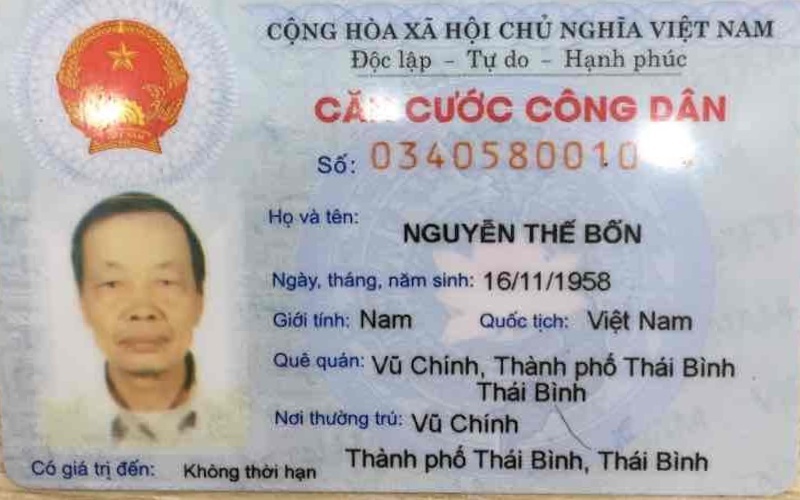 CỘNG HÒA XÃ HỘI CHỦ NGHĨA VIỆT NAM
Độc lập - Tự do - Hạnh phúc
CĂN CƯỚC CÔNG DÂN
Số: 0340580010
Họ và tên: NGUYỄN THẾ BỐN
Ngày, tháng, năm sinh: 16/11/1958
Giới tính: Nam Quốc tịch: Việt Nam
Quê quán: Vũ Chính, Thành phố Thái Bình
Thái Bình
Nơi thường trú: Vũ Chính
Thành phố Thái Bình, Thái Bình
Có giá trị đến: Không thời hạn